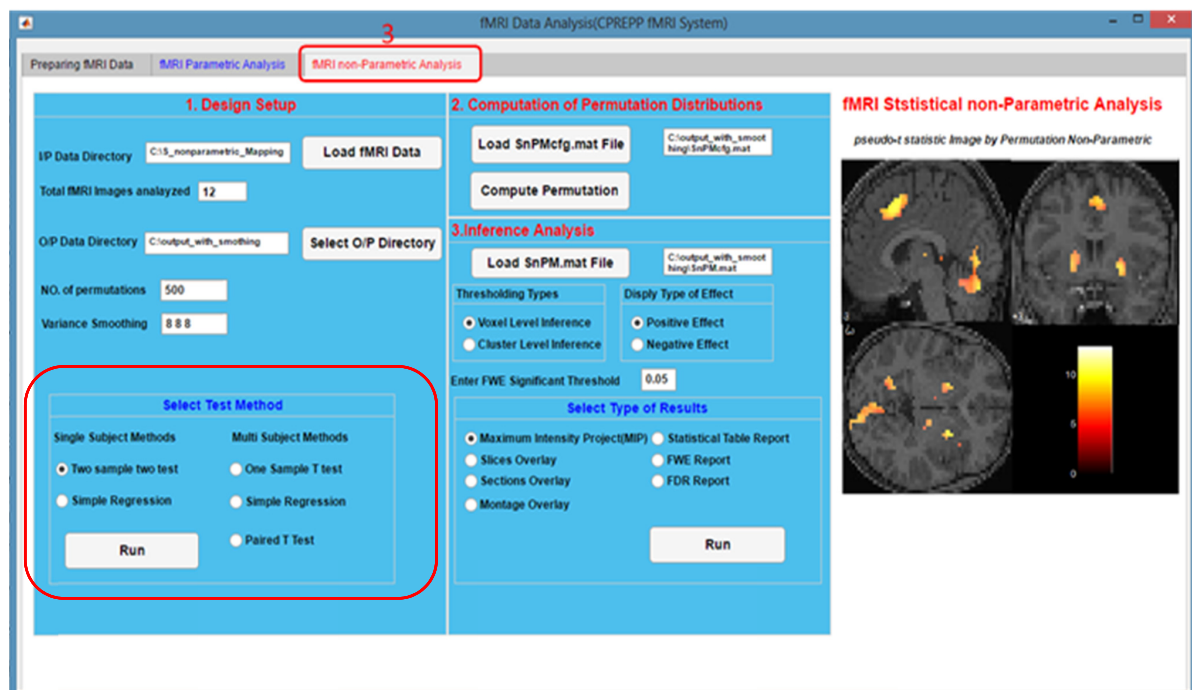 fMRI Data Analysis(CPREPP fMRI System)
3
Preparing fMRI Data
fMRI Parametric Analysis
fMRI non-Parametric Analysis
1. Design Setup
I/P Data Directory
C:\S_nonparametric_Mapping
Load fMRI Data
Total fMRI Images analayzed
12
O/P Data Directory
C:\output_with_smothing
Select O/P Directory
NO. of permutations
500
Variance Smoothing
8 8 8
Select Test Method
Single Subject Methods
Multi Subject Methods
Two sample two test
One Sample T test
Simple Regression
Simple Regression
Run
Paired T Test
2. Computation of Permutation Distributions
Load SnPMcfg.mat File
C:\output_with_smoot
hing\SnPMcfg.mat
Compute Permutation
3.Inference Analysis
Load SnPM.mat File
C:\output_with_smoot
hing\SnPM.mat
Thresholding Types
Disply Type of Effect
Voxel Level Inference
Positive Effect
Cluster Level Inference
Negative Effect
Enter FWE Significant Threshold
0.05
Select Type of Results
Maximum Intensity Project(MIP)
Statistical Table Report
Slices Overlay
FWE Report
Sections Overlay
FDR Report
Montage Overlay
Run
fMRI Ststistical non-Parametric Analysis
pseudo-t statistic Image by Permutation Non-Parametric
10
5
0